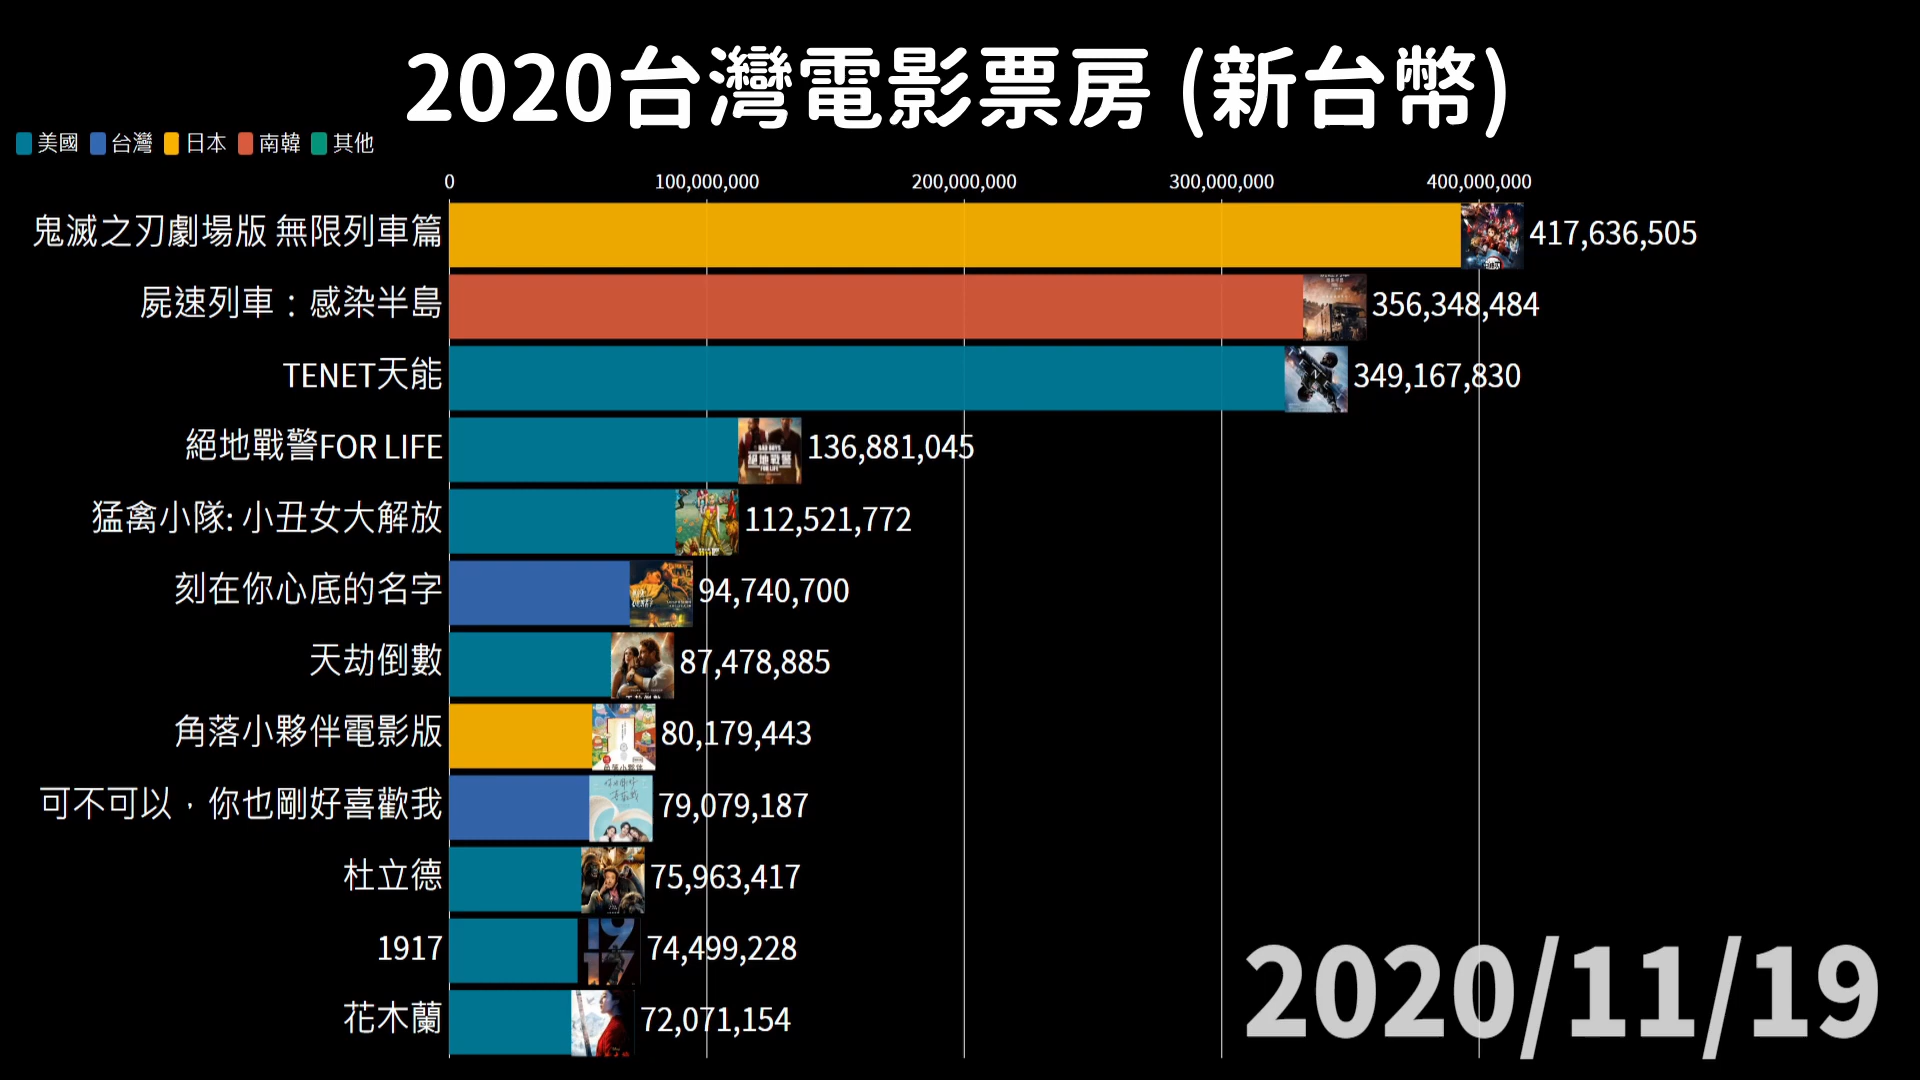 2020台灣電影票房 (新台幣)
美國 台灣 日本 南韓 其他
0 100,000,000 200,000,000 300,000,000 400,000,000
鬼滅之刃劇場版 無限列車篇 417,636,505
屍速列車：感染半島 356,348,484
TENET天能 349,167,830
絕地戰警FOR LIFE 136,881,045
猛禽小隊: 小丑女大解放 112,521,772
刻在你心底的名字 94,740,700
天劫倒數 87,478,885
角落小夥伴電影版 80,179,443
可不可以，你也剛好喜歡我 79,079,187
杜立德 75,963,417
1917 74,499,228
花木蘭 72,071,154
2020/11/19